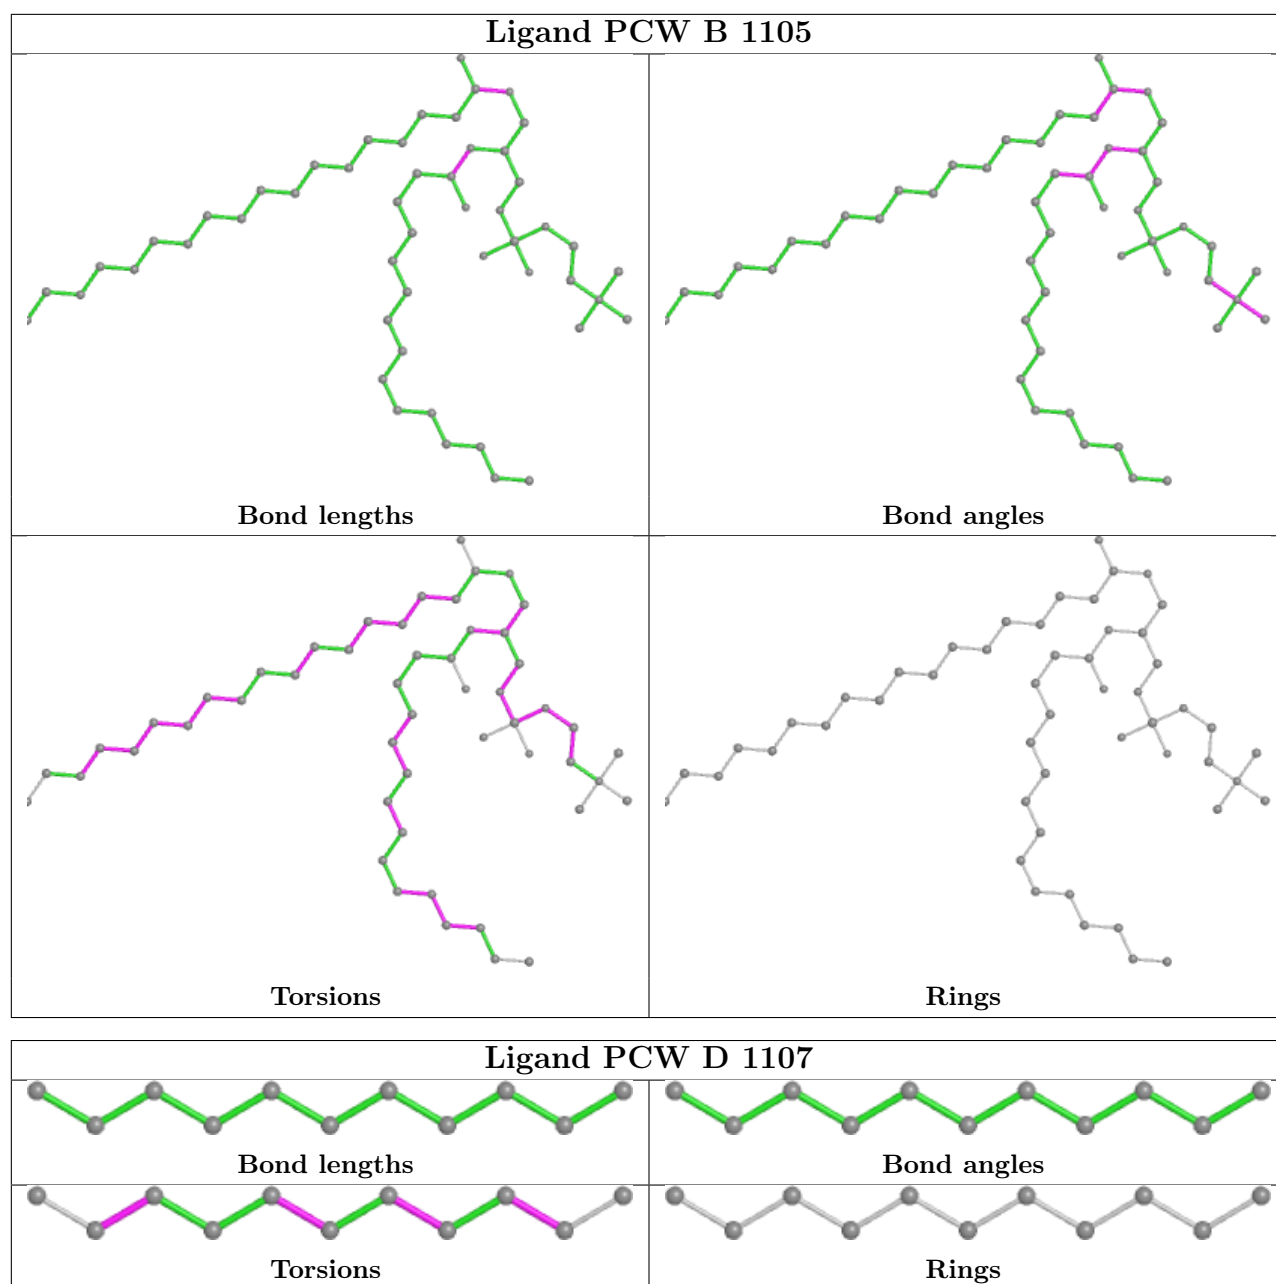 Ligand PCW B 1105
Bond lengths
Bond angles
Torsions
Rings
Ligand PCW D 1107
Bond lengths
Bond angles
Torsions
Rings